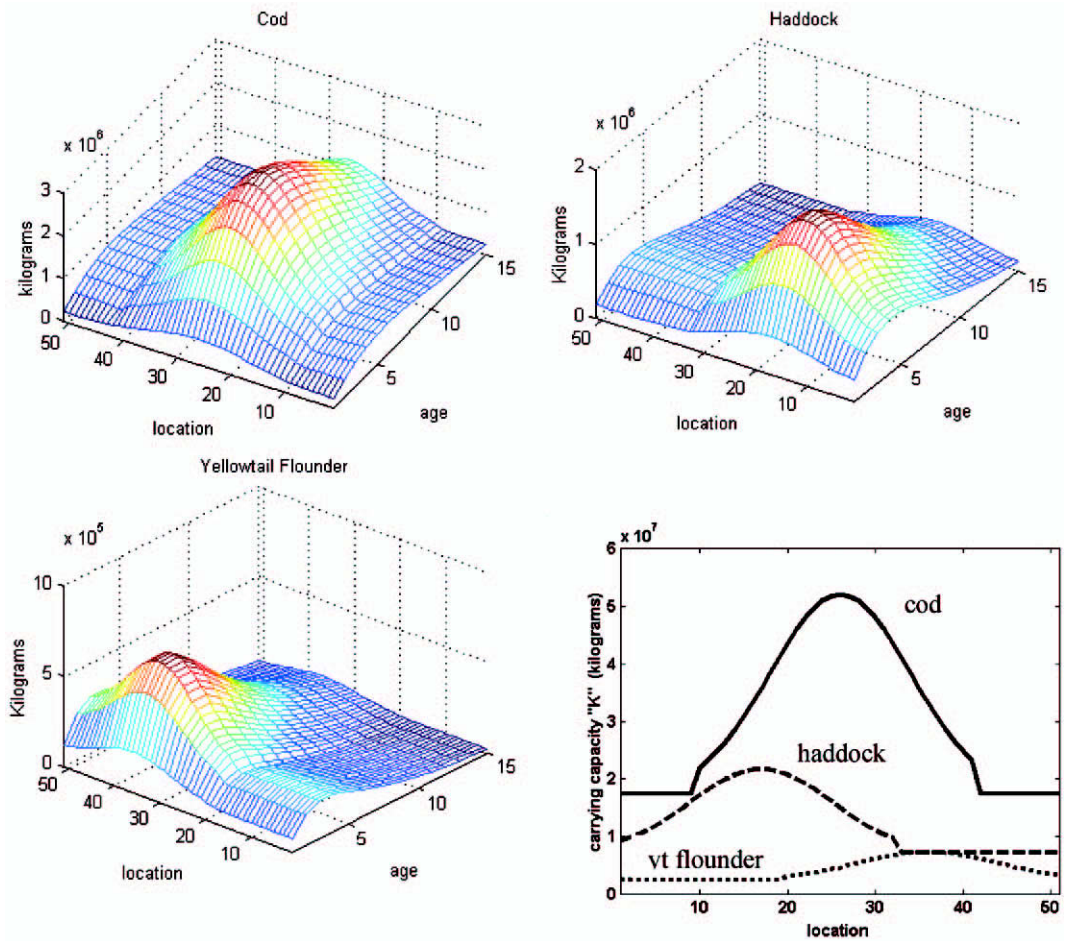 Cod
x 10^6
3
2
1
0
kilograms
50
40
30
20
10
location
5
10
15
age
Haddock
x 10^6
2
1
0
Kilograms
50
40
30
20
10
location
5
10
15
age
Yellowtail Flounder
x 10^5
10
5
0
Kilograms
50
40
30
20
10
location
5
10
15
age
x 10^7
6
5
4
3
2
1
0
carrying capacity "K" (kilograms)
cod
haddock
vt flounder
10
20
30
40
50
location